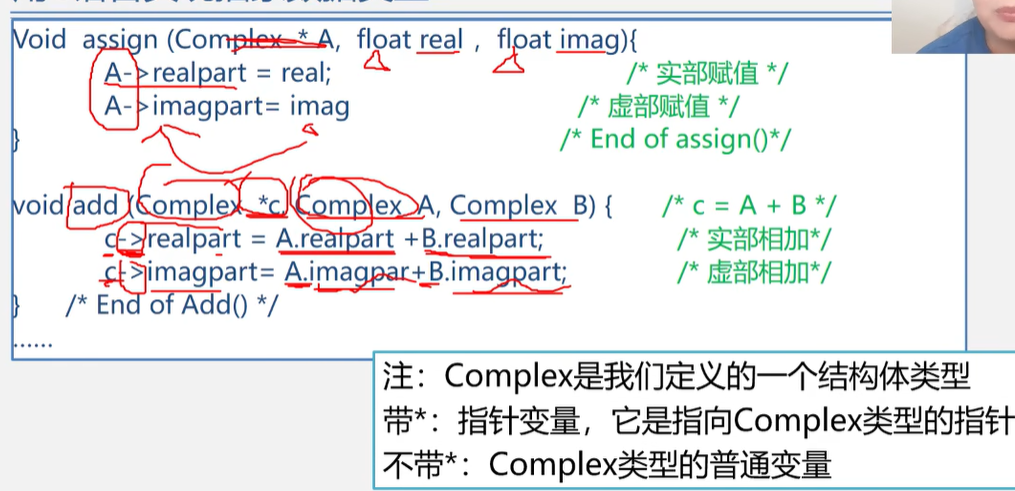 Void assign (Complex * A, float real , float imag){
A->realpart = real; /* 实部赋值 */
A->imagpart= imag /* 虚部赋值 */
} /* End of assign()*/
void add (Complex *c, Complex A, Complex B) { /* c = A + B */
c->realpart = A.realpart +B.realpart; /* 实部相加*/
c->imagpart= A.imagpar+B.imagpart; /* 虚部相加*/
} /* End of Add() */
......
注：Complex是我们定义的一个结构体类型
带*：指针变量，它是指向Complex类型的指针
不带*：Complex类型的普通变量